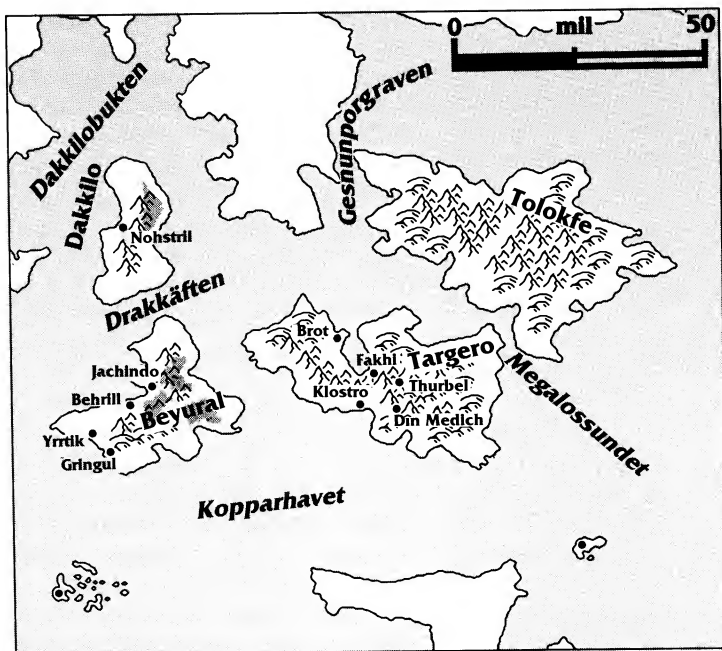 0 mil 50
Dakkilobukten
Gesnunporgraven
Dakkilo
Tolokfe
Nohstril
Drakkäften
Brot
Targero
Fakhl
Jachindo
Thurbel
Megalossundet
Behrill
Beyural
Klostro
Din Medich
Yrrtik
Gringul
Kopparhavet